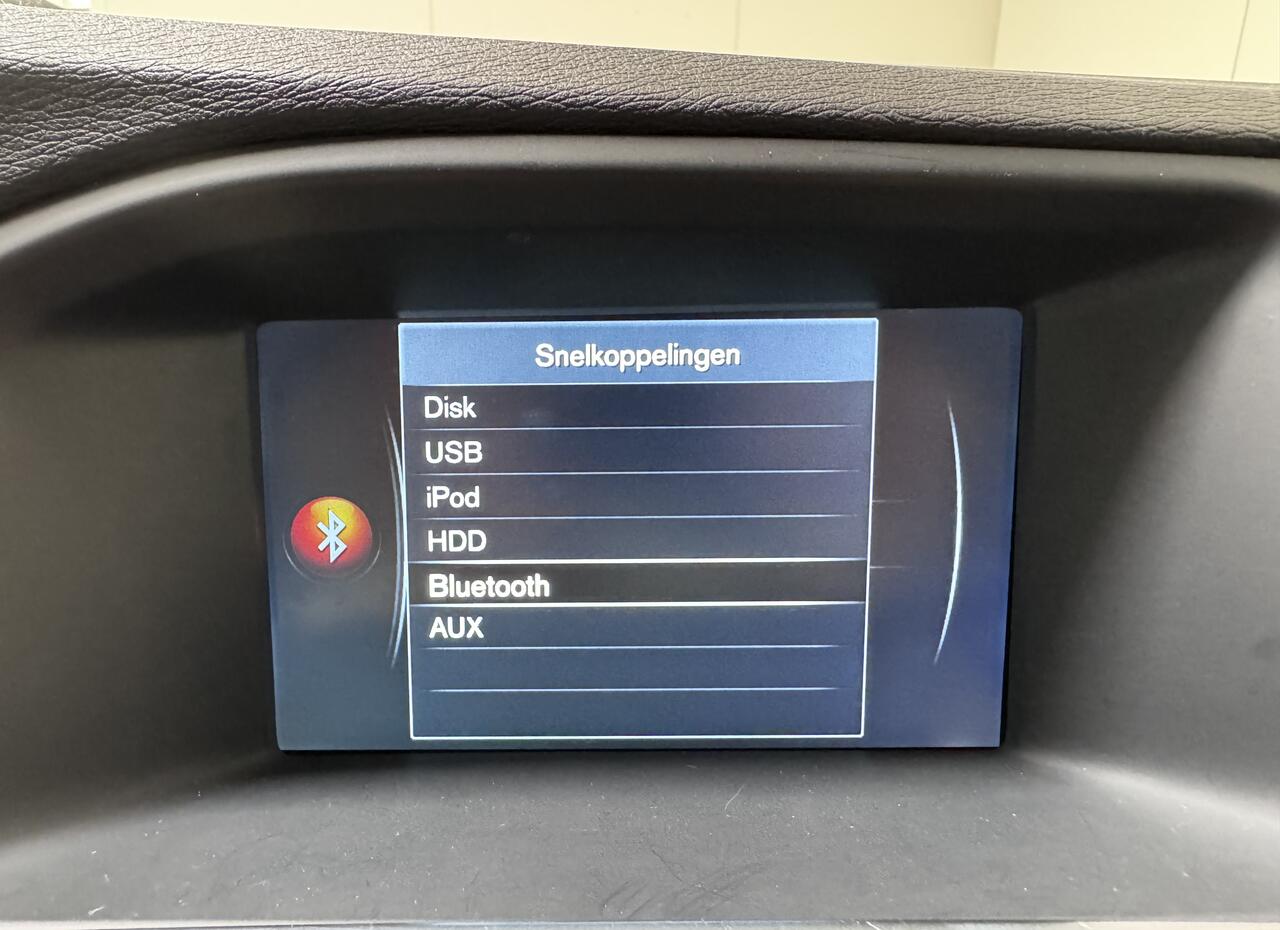 Snelkoppelingen
Disk
USB
iPod
HDD
Bluetooth
AUX